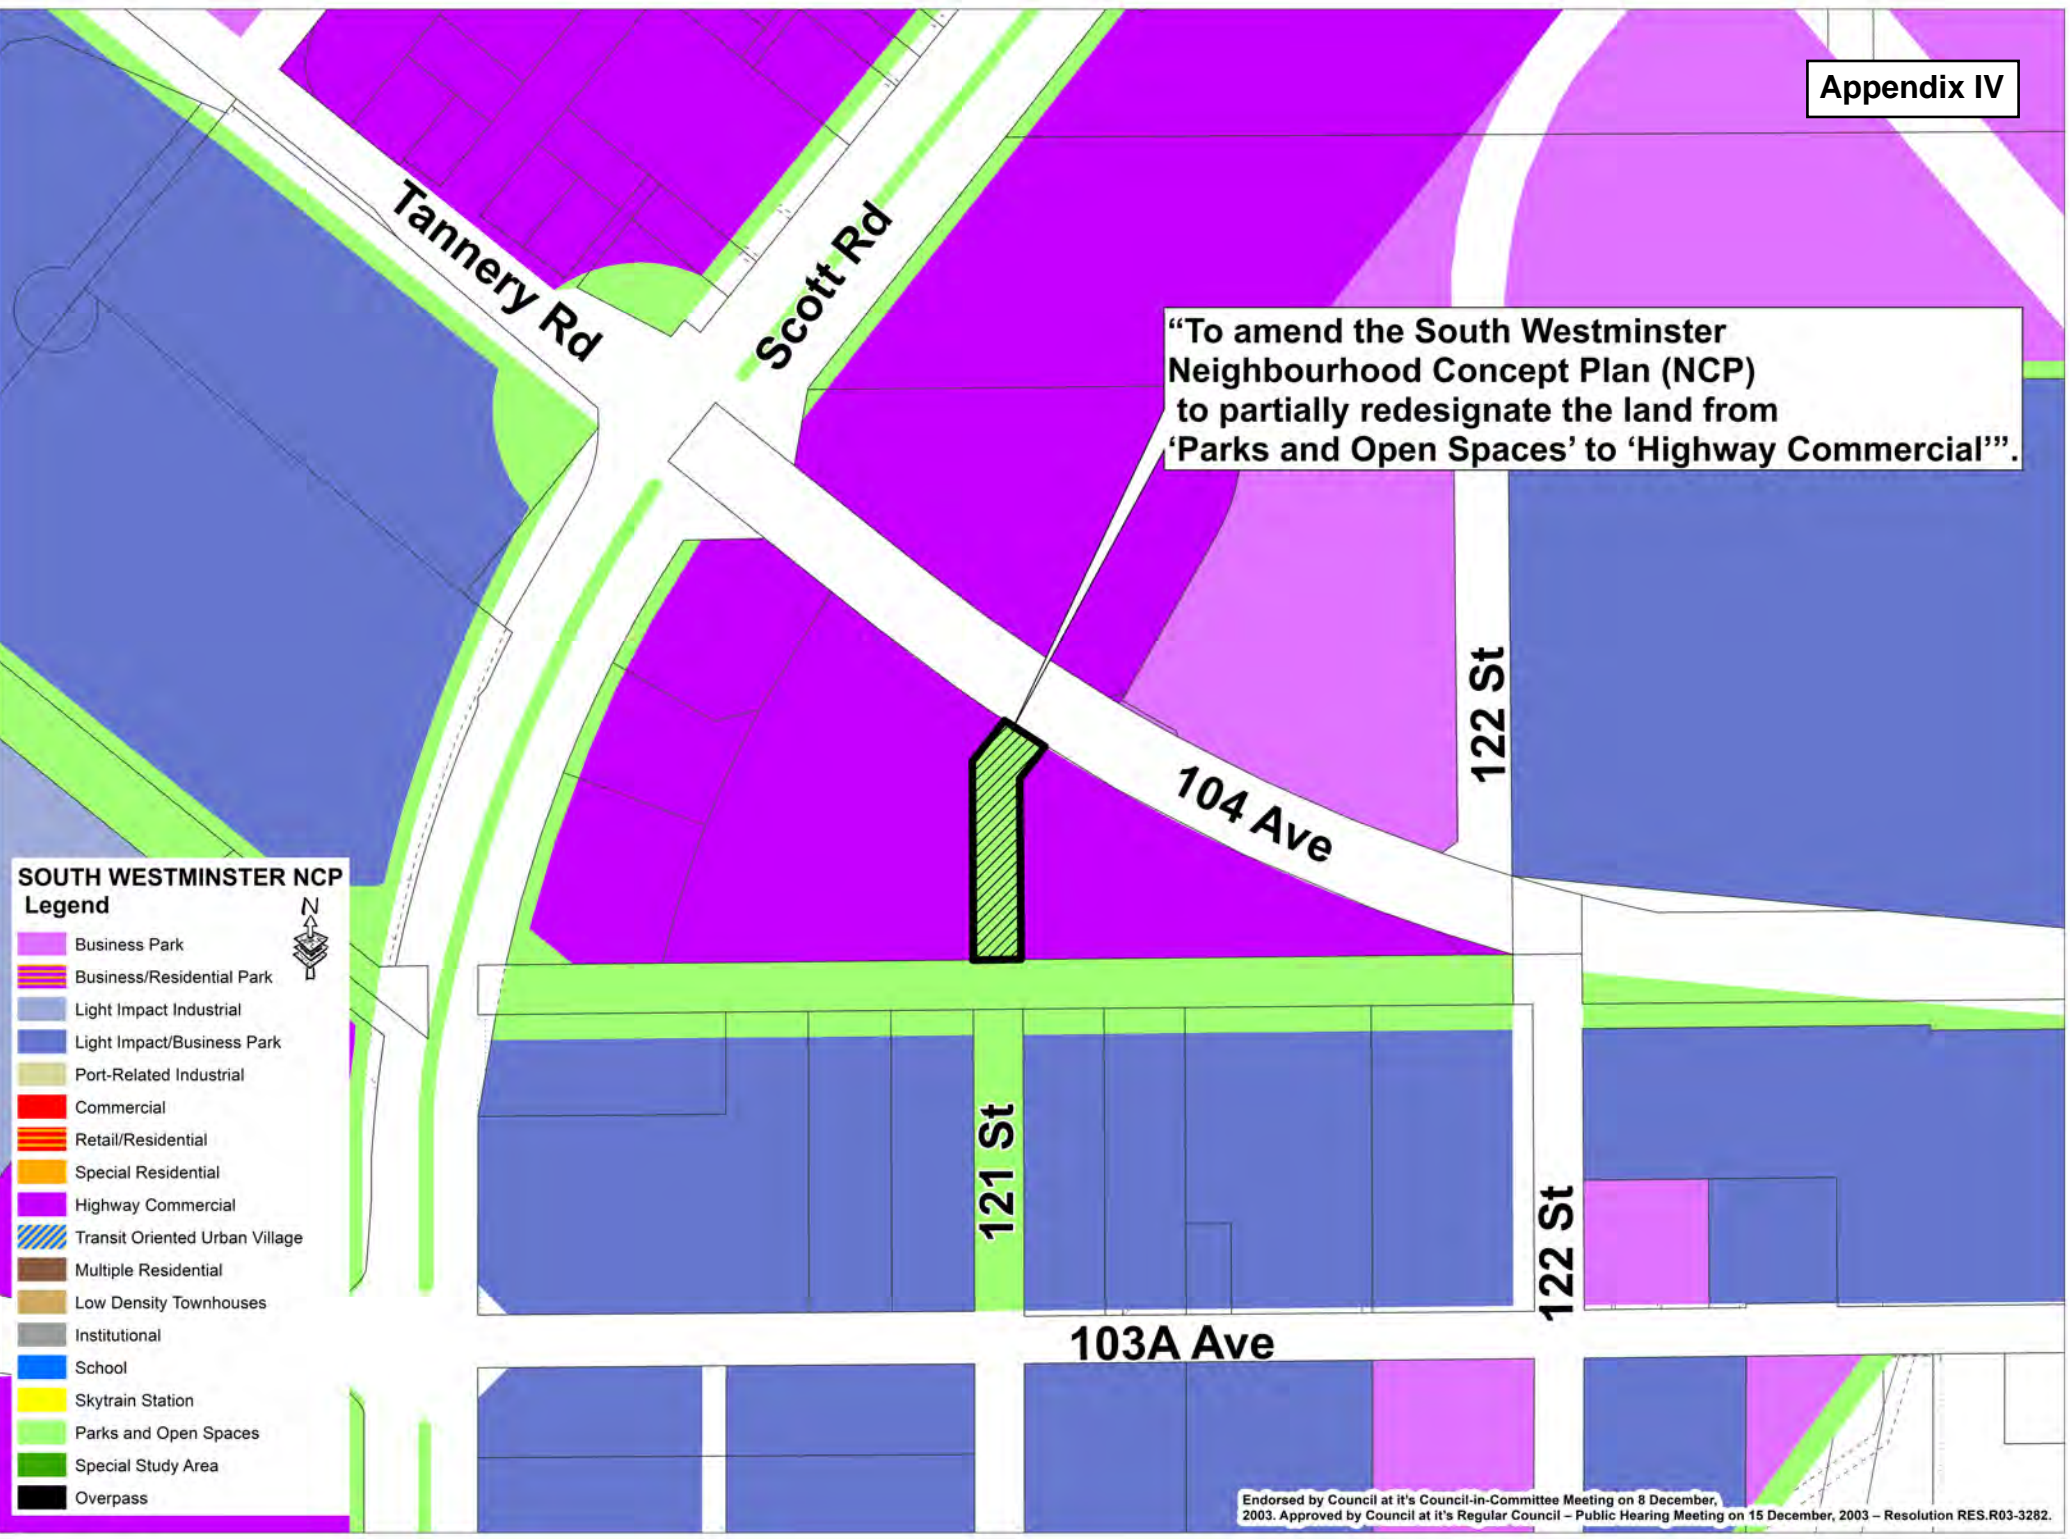 Appendix IV
Tannery Rd
Scott Rd
“To amend the South Westminster
Neighbourhood Concept Plan (NCP)
to partially redesignate the land from
‘Parks and Open Spaces’ to ‘Highway Commercial’”.
122 St
104 Ave
SOUTH WESTMINSTER NCP
Legend
N
Business Park
Business/Residential Park
Light Impact Industrial
Light Impact/Business Park
Port-Related Industrial
Commercial
Retail/Residential
Special Residential
Highway Commercial
Transit Oriented Urban Village
Multiple Residential
Low Density Townhouses
Institutional
School
Skytrain Station
Parks and Open Spaces
Special Study Area
Overpass
121 St
122 St
103A Ave
Endorsed by Council at it's Council-in-Committee Meeting on 8 December,
2003. Approved by Council at it's Regular Council – Public Hearing Meeting on 15 December, 2003 – Resolution RES.R03-3282.